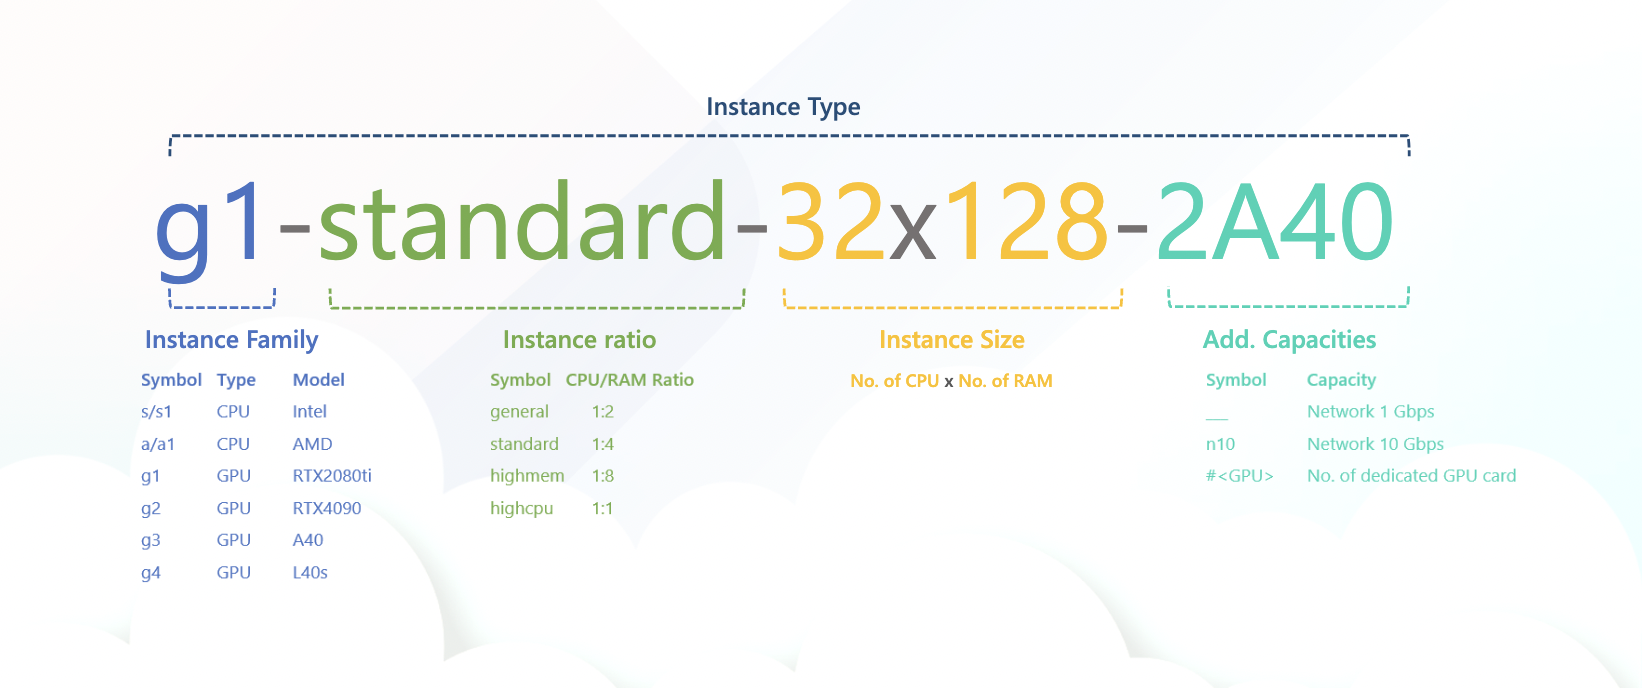 Instance Type
g1-standard-32x128-2A40
Instance Family Instance ratio Instance Size Add. Capacities
Symbol Type Model Symbol CPU/RAM Ratio No. of CPU x No. of RAM Symbol Capacity
s/s1 CPU Intel general 1:2 __ Network 1 Gbps
a/a1 CPU AMD standard 1:4 n10 Network 10 Gbps
g1 GPU RTX2080ti highmem 1:8 #<GPU> No. of dedicated GPU card
g2 GPU RTX4090 highcpu 1:1
g3 GPU A40
g4 GPU L40s